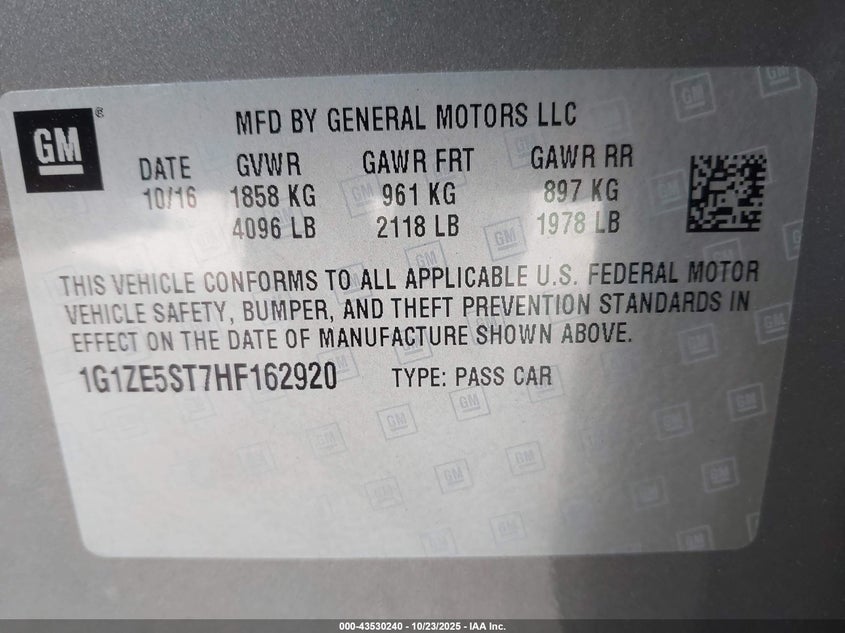 GM ®
MFD BY GENERAL MOTORS LLC
DATE GVWR GAWR FRT GAWR RR
10/16 1858 KG 961 KG 897 KG
4096 LB 2118 LB 1978 LB
THIS VEHICLE CONFORMS TO ALL APPLICABLE U.S. FEDERAL MOTOR
VEHICLE SAFETY, BUMPER, AND THEFT PREVENTION STANDARDS IN
EFFECT ON THE DATE OF MANUFACTURE SHOWN ABOVE.
1G1ZE5ST7HF162920 TYPE: PASS CAR
000-43530240 - 10/23/2025 - IAA Inc.